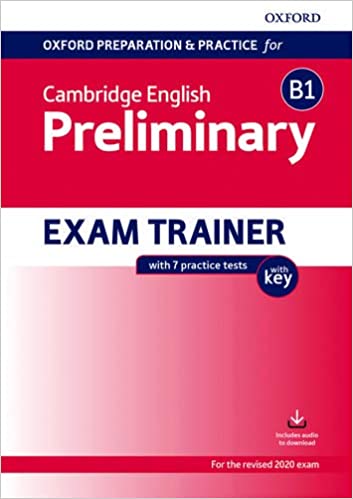 OXFORD
OXFORD PREPARATION & PRACTICE for
Cambridge English
B1
Preliminary
EXAM TRAINER
with 7 practice tests
with
key
Includes audio
to download
For the revised 2020 exam